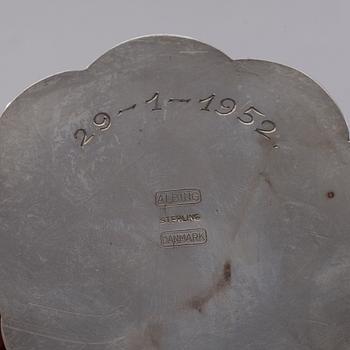 29-1-1952.
ALBING
STERLING
DANMARK